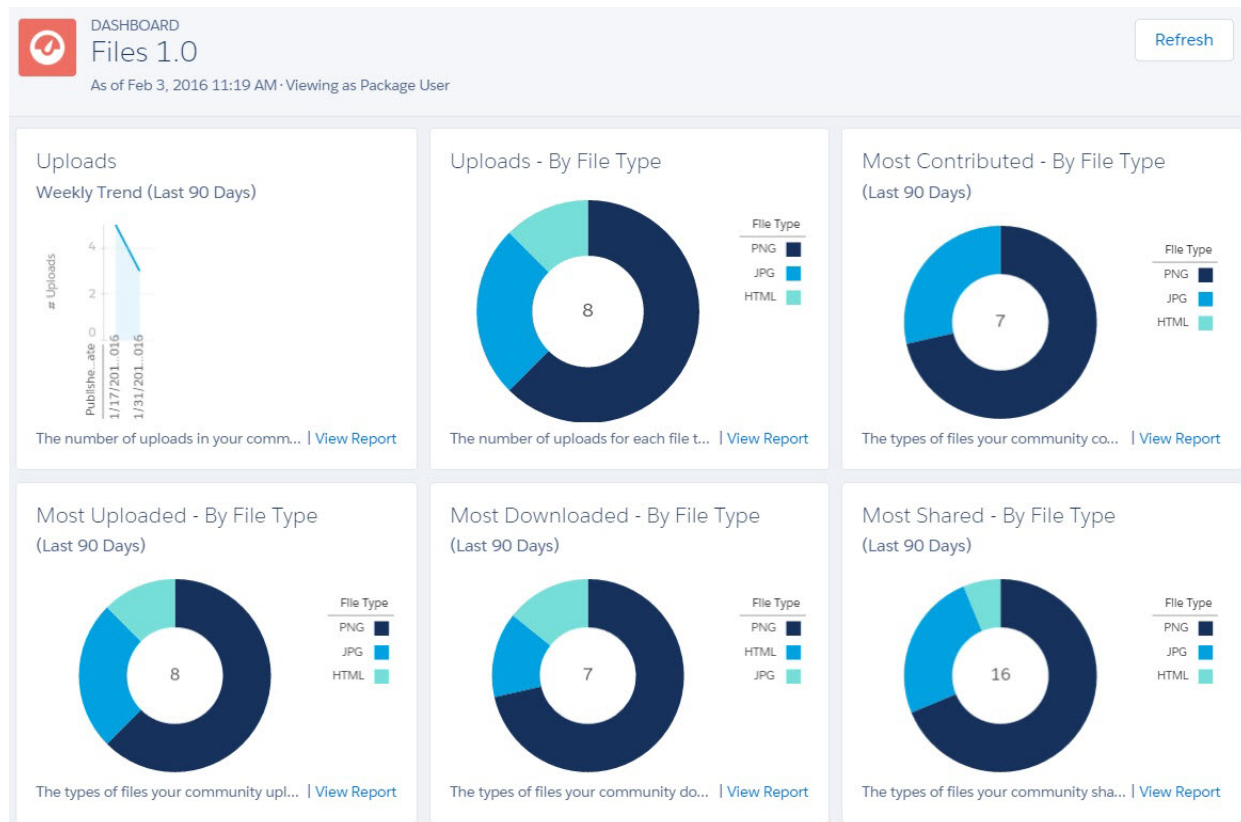 DASHBOARD
Files 1.0
As of Feb 3, 2016 11:19 AM · Viewing as Package User
Refresh
Uploads
Weekly Trend (Last 90 Days)
# Uploads
4
2
0
Publishe...ate
1/17/201...016
1/31/201...016
The number of uploads in your comm... | View Report
Uploads - By File Type
8
File Type
PNG
JPG
HTML
The number of uploads for each file t... | View Report
Most Contributed - By File Type
(Last 90 Days)
7
File Type
PNG
JPG
HTML
The types of files your community co... | View Report
Most Uploaded - By File Type
(Last 90 Days)
8
File Type
PNG
JPG
HTML
The types of files your community upl... | View Report
Most Downloaded - By File Type
(Last 90 Days)
7
File Type
PNG
HTML
JPG
The types of files your community do... | View Report
Most Shared - By File Type
(Last 90 Days)
16
File Type
PNG
JPG
HTML
The types of files your community sha... | View Report